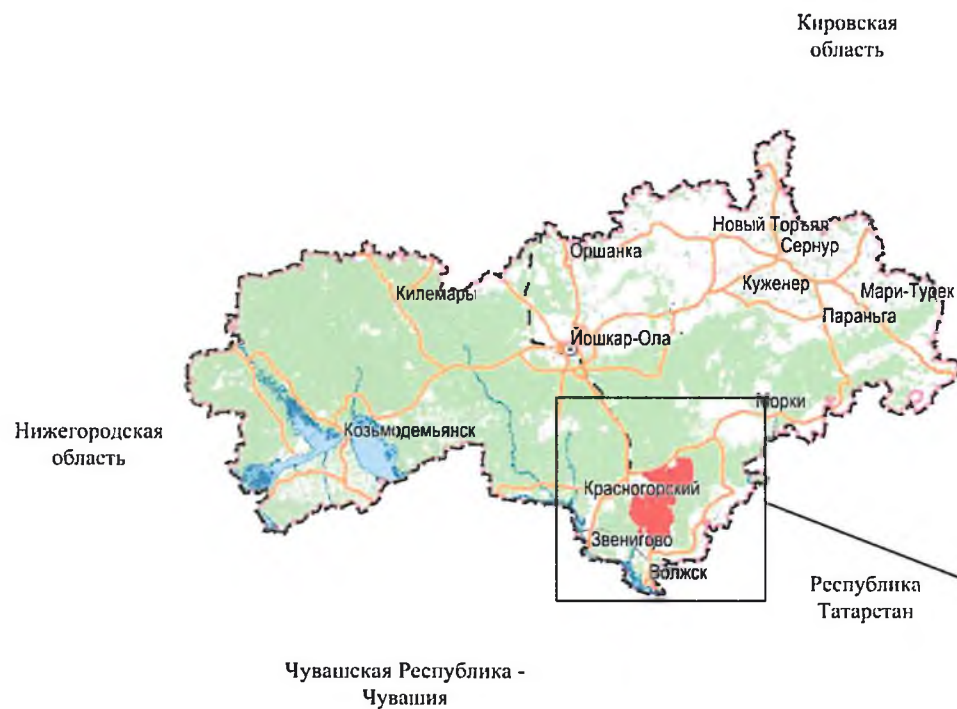 Кировская
область
Новый Торъял
Сернур
Оршанка
Куженер
Мари-Турек
Килемары
Параньга
Йошкар-Ола
Морки
Козьмодемьянск
Нижегородская
область
Красногорский
Звенигово
Волжск
Республика
Татарстан
Чувашская Республика -
Чувашия